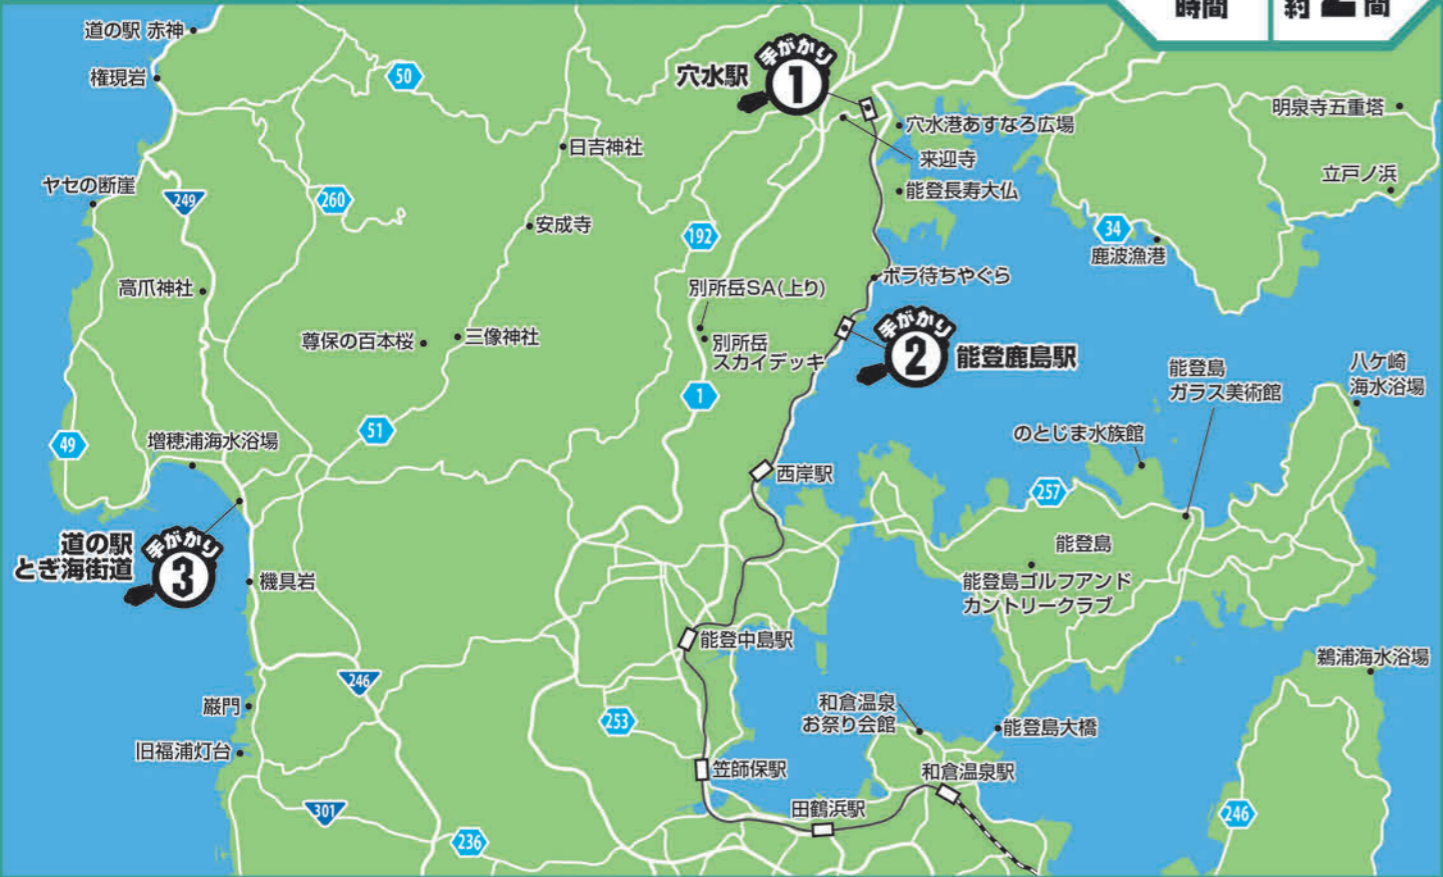 時間
約2間
道の駅 赤神
権現岩
50
穴水駅
手がかり
1
明泉寺五重塔
穴水港あすなろ広場
日吉神社
来迎寺
ヤセの断崖
249
260
能登長寿大仏
立戸ノ浜
安成寺
192
34
鹿波漁港
高爪神社
別所岳SA(上り)
ボラ待ちやぐら
尊保の百本桜
三像神社
別所岳
スカイデッキ
手がかり
2
能登鹿島駅
能登島
ガラス美術館
八ケ崎
海水浴場
1
49
増穂浦海水浴場
51
のとじま水族館
西岸駅
257
道の駅
とぎ海街道
手がかり
3
機具岩
能登島
能登島ゴルフアンド
カントリークラブ
能登中島駅
鵜浦海水浴場
246
巌門
253
和倉温泉
お祭り会館
能登島大橋
旧福浦灯台
笠師保駅
和倉温泉駅
301
田鶴浜駅
246
236